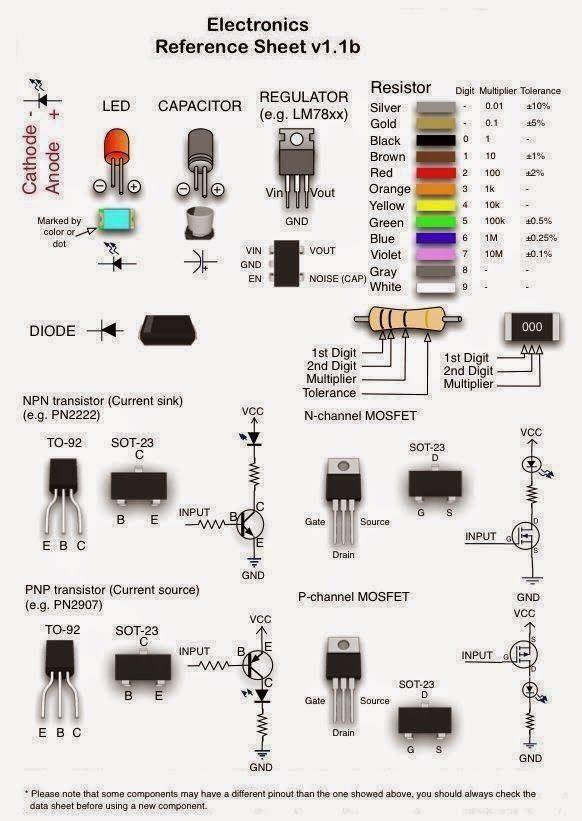 Electronics
Reference Sheet v1.1b
Cathode -
Anode +
LED
CAPACITOR
REGULATOR
(e.g. LM78xx)
Vin
Vout
GND
Marked by
color or
dot
VIN
VOUT
GND
EN
NOISE (CAP)
Resistor Digit Multiplier Tolerance
Silver - 0.01 ±10%
Gold - 0.1 ±5%
Black 0 1 -
Brown 1 10 ±1%
Red 2 100 ±2%
Orange 3 1k -
Yellow 4 10k -
Green 5 100k ±0.5%
Blue 6 1M ±0.25%
Violet 7 10M ±0.1%
Gray 8 - -
White 9 - -
DIODE
1st Digit
2nd Digit
Multiplier
Tolerance
000
1st Digit
2nd Digit
Multiplier
NPN transistor (Current sink)
(e.g. PN2222)
TO-92
E B C
SOT-23
C
B E
VCC
INPUT
B
C
E
GND
N-channel MOSFET
Gate
Source
Drain
SOT-23
D
G S
VCC
INPUT
G
D
S
GND
PNP transistor (Current source)
(e.g. PN2907)
TO-92
E B C
SOT-23
C
B E
VCC
INPUT
B
E
C
GND
P-channel MOSFET
Gate
Source
Drain
SOT-23
D
G S
VCC
INPUT
G
S
D
GND
* Please note that some components may have a different pinout than the one showed above, you should always check the
data sheet before using a new component.